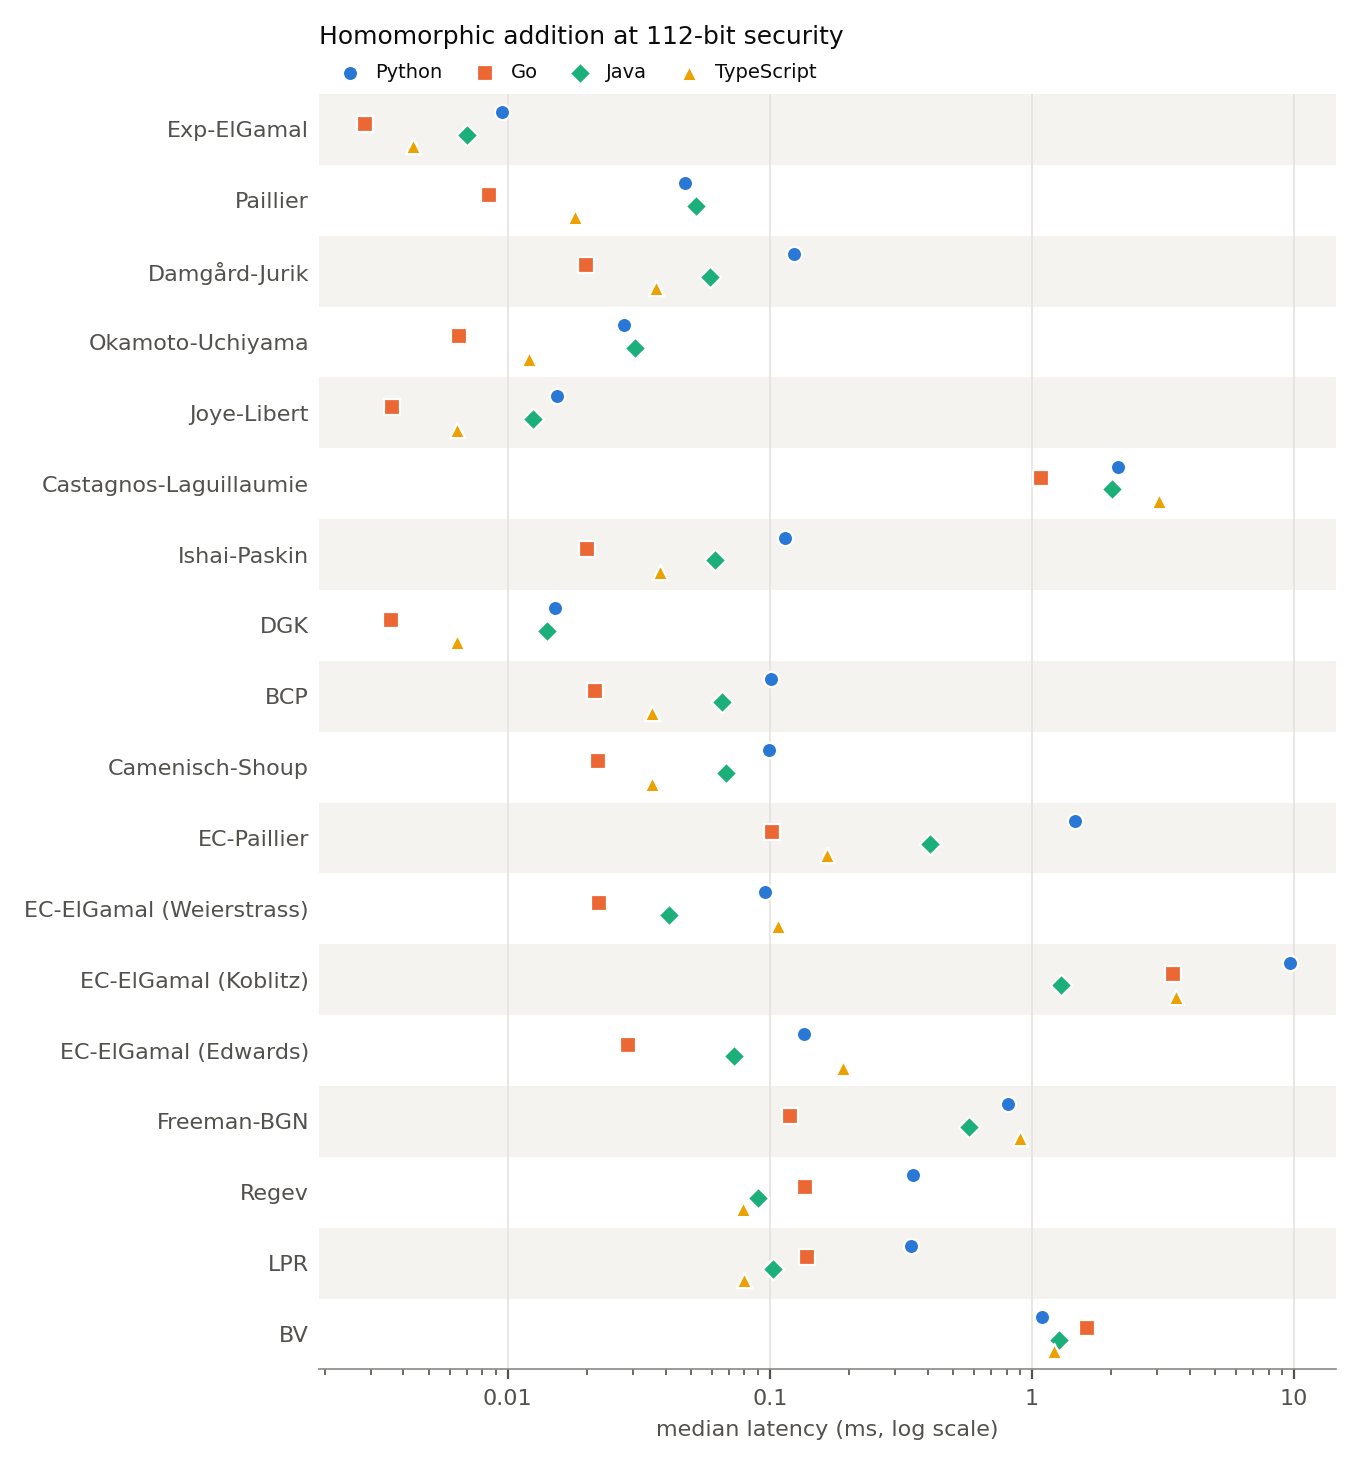 Homomorphic addition at 112-bit security
Python Go Java TypeScript
Exp-ElGamal
Paillier
Damgård-Jurik
Okamoto-Uchiyama
Joye-Libert
Castagnos-Laguillaumie
Ishai-Paskin
DGK
BCP
Camenisch-Shoup
EC-Paillier
EC-ElGamal (Weierstrass)
EC-ElGamal (Koblitz)
EC-ElGamal (Edwards)
Freeman-BGN
Regev
LPR
BV
0.01 0.1 1 10
median latency (ms, log scale)